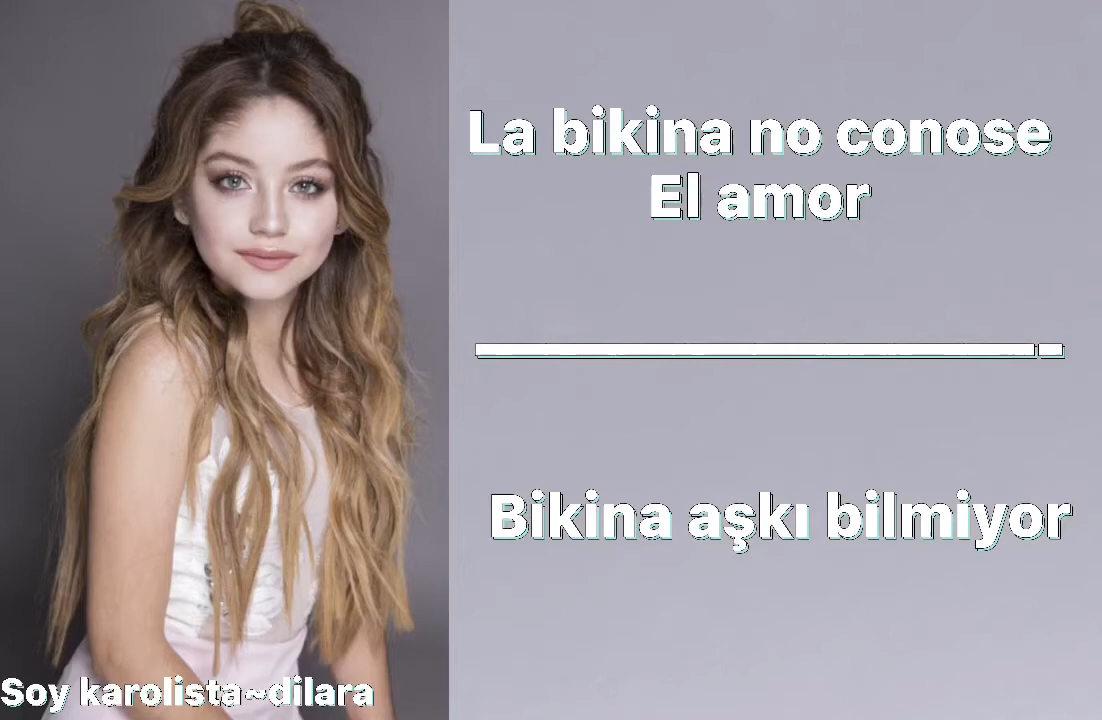 La bikina no conose
El amor
Bikina aşkı bilmiyor
Soy karolista~dilara